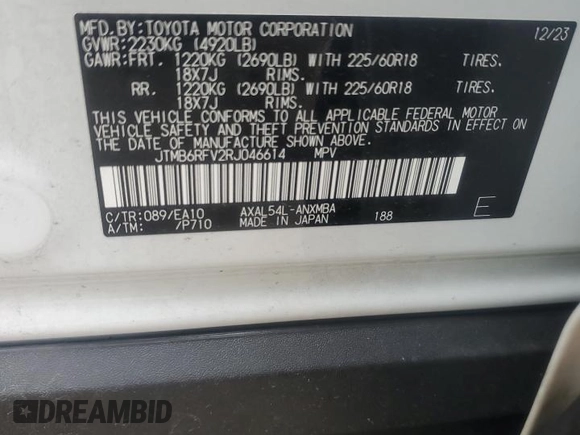 MFD.BY:TOYOTA MOTOR CORPORATION 12/23
GVWR:2230KG (4920LB)
GAWR:FRT. 1220KG (2690LB) WITH 225/60R18 TIRES.
18X7J RIMS.
RR. 1220KG (2690LB) WITH 225/60R18 TIRES.
18X7J RIMS.
THIS VEHICLE CONFORMS TO ALL APPLICABLE FEDERAL MOTOR
VEHICLE SAFETY AND THEFT PREVENTION STANDARDS IN EFFECT ON
THE DATE OF MANUFACTURE SHOWN ABOVE.
JTMB6RFV2RJ046614 MPV
C/TR:089/EA10 AXAL54L-ANXMBA 188 E
A/TM: /P710 MADE IN JAPAN
DREAMBID